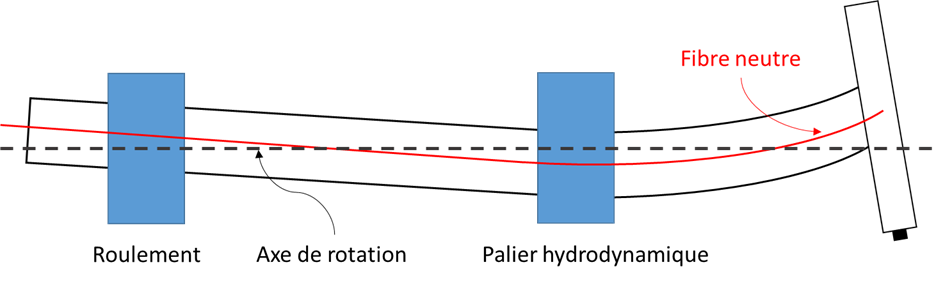 Fibre neutre
Roulement
Axe de rotation
Palier hydrodynamique